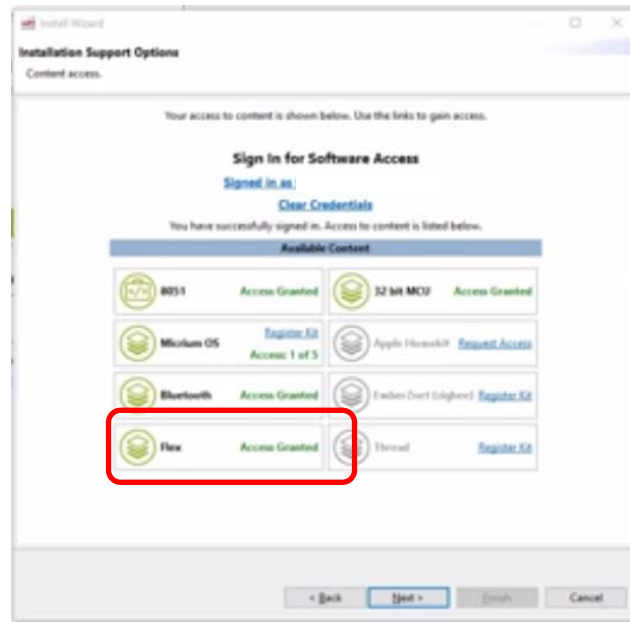 Install Wizard
Installation Support Options
Content access.
Your access to content is shown below. Use the links to gain access.
Sign In for Software Access
Signed in as:
Clear Credentials
You have successfully signed in. Access to content is listed below.
Available Content
8051 Access Granted
32 bit MCU Access Granted
Micrium OS Register Kit
Access: 1 of 5
Apple HomeKit Request Access
Bluetooth Access Granted
EmberZnet (zigbee) Register Kit
Flex Access Granted
Thread Register Kit
< Back Next > Finish Cancel